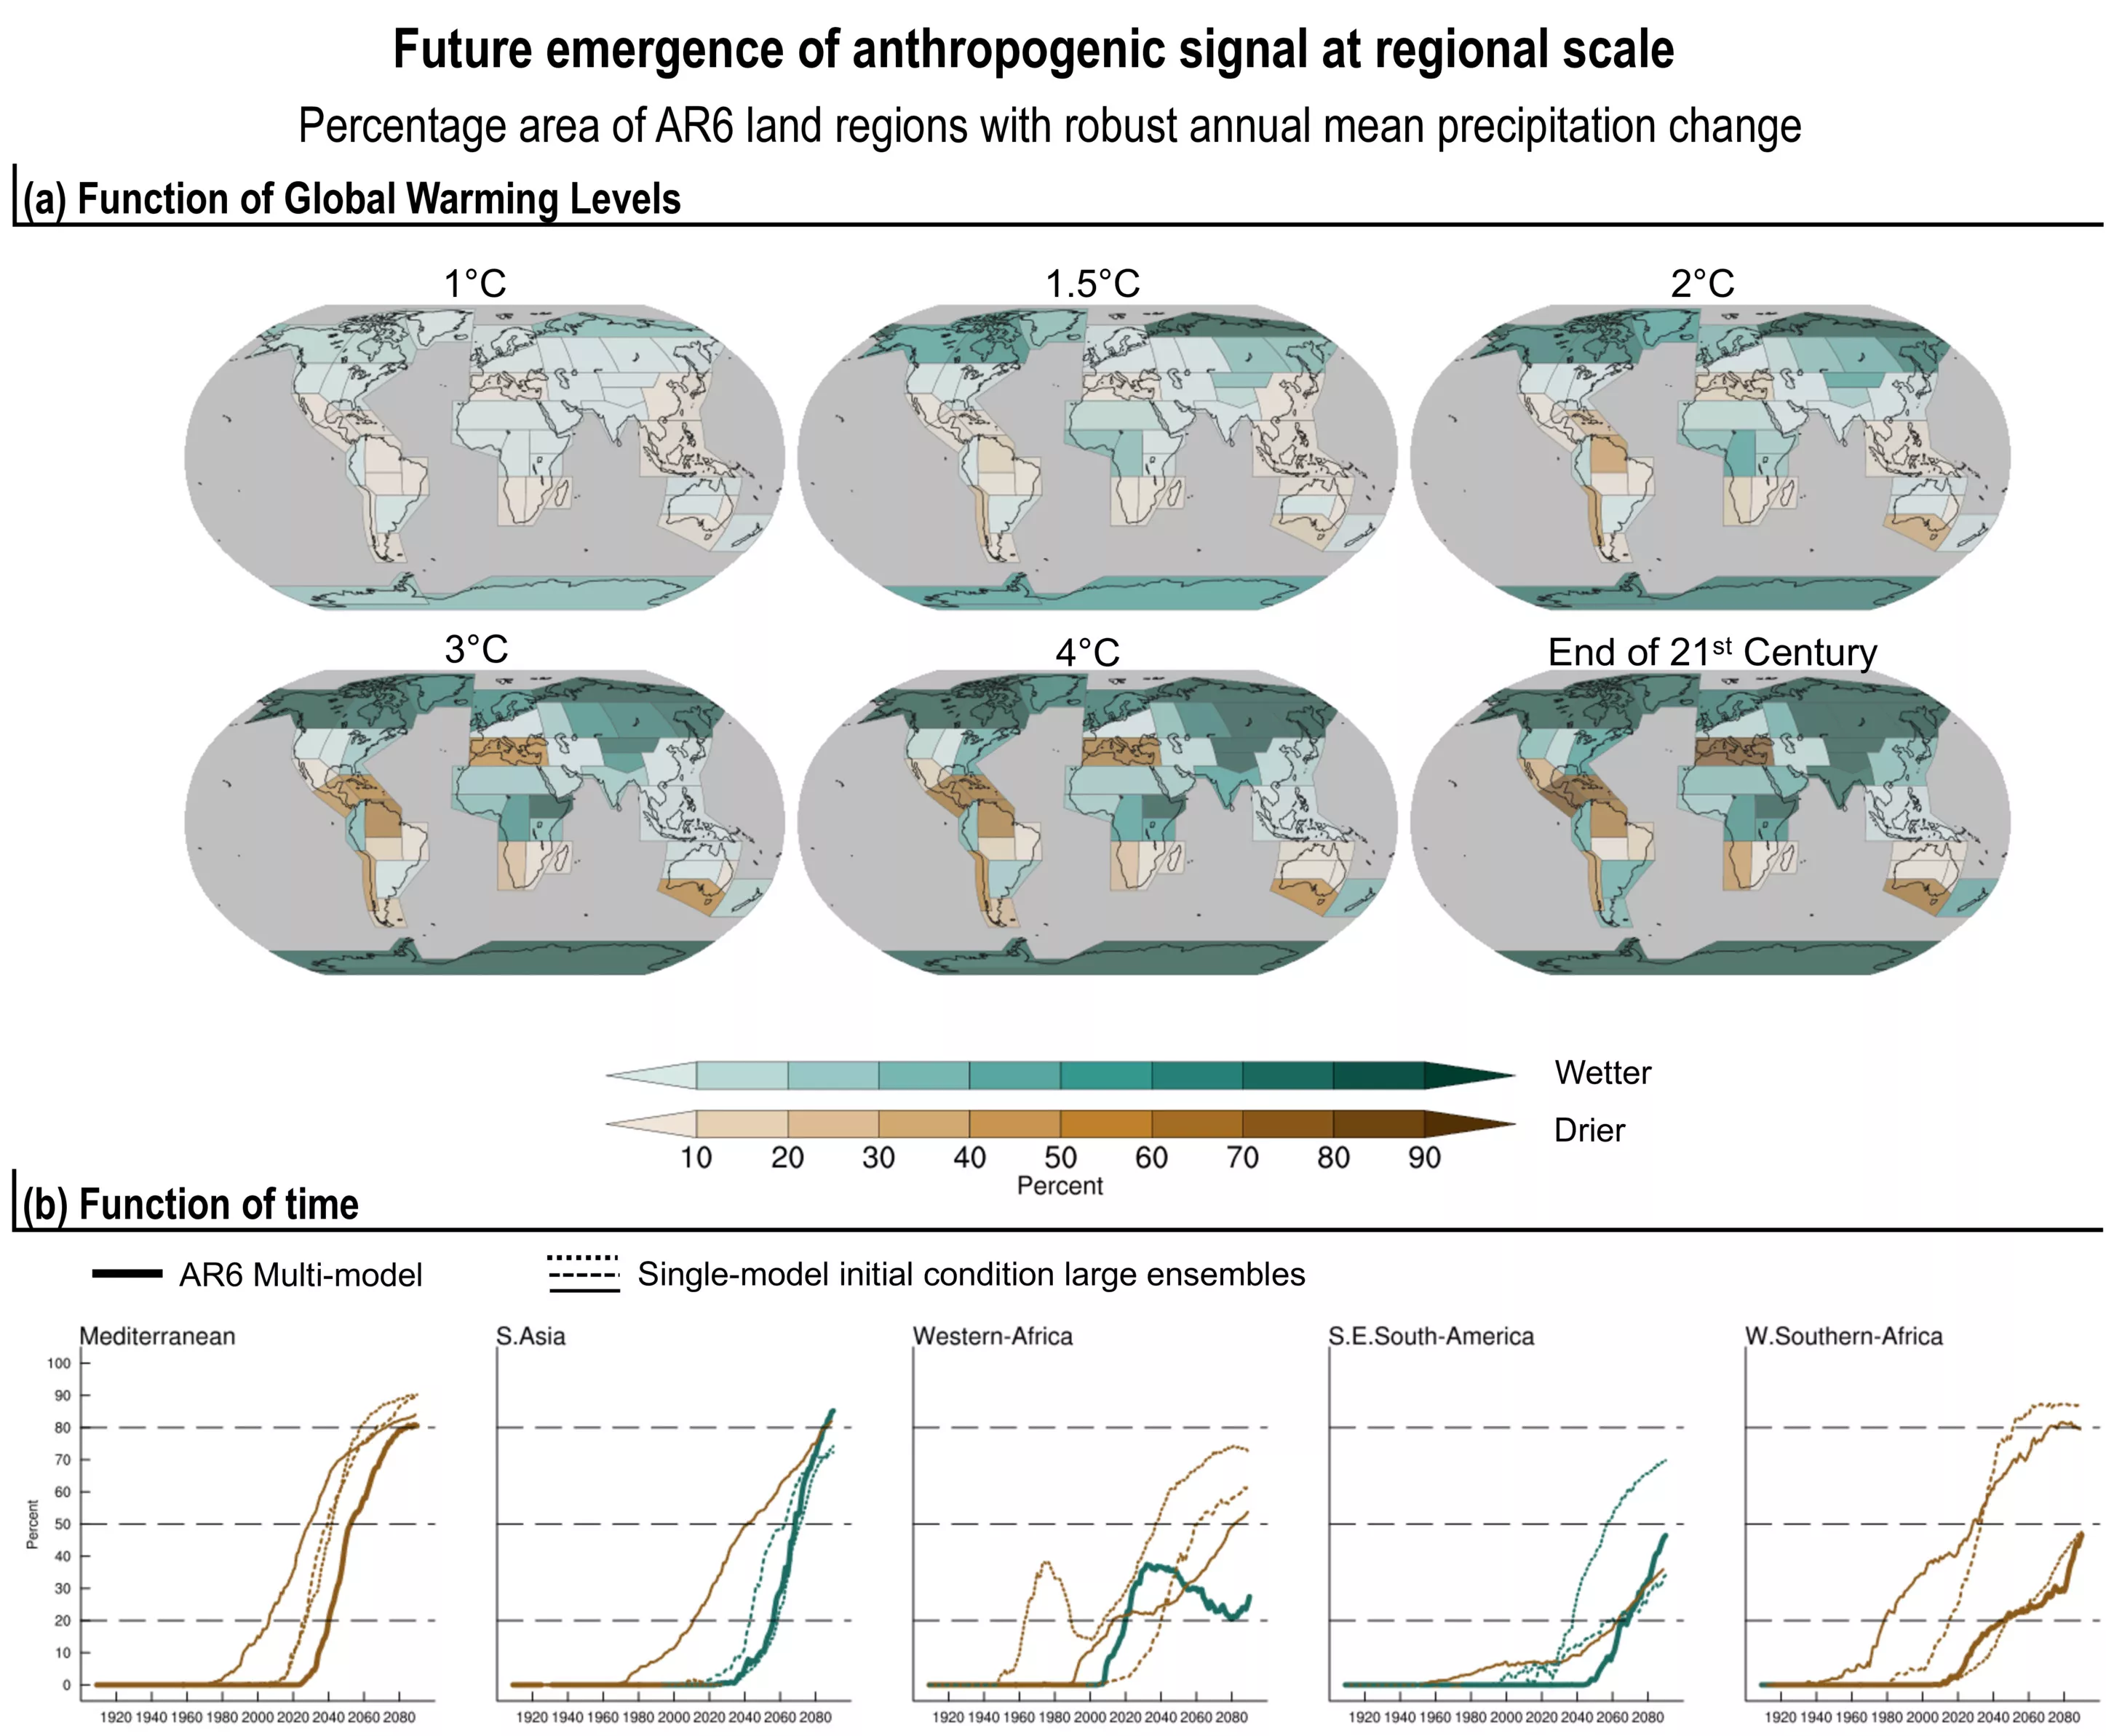 Future emergence of anthropogenic signal at regional scale
Percentage area of AR6 land regions with robust annual mean precipitation change
(a) Function of Global Warming Levels
1°C 1.5°C 2°C
3°C 4°C End of 21st Century
Wetter
Drier
10 20 30 40 50 60 70 80 90
Percent
(b) Function of time
AR6 Multi-model Single-model initial condition large ensembles
Mediterranean S.Asia Western-Africa S.E.South-America W.Southern-Africa
100
90
80
70
60
50
40
30
20
10
0
Percent
1920 1940 1960 1980 2000 2020 2040 2060 2080 1920 1940 1960 1980 2000 2020 2040 2060 2080 1920 1940 1960 1980 2000 2020 2040 2060 2080 1920 1940 1960 1980 2000 2020 2040 2060 2080 1920 1940 1960 1980 2000 2020 2040 2060 2080